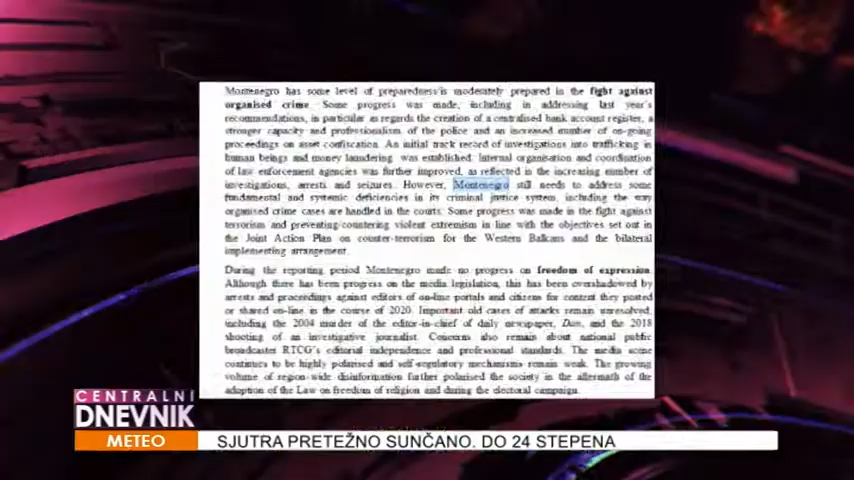 Montenegro has some level of preparedness/is moderately prepared in the fight against
organised crime. Some progress was made, including in addressing last year's
recommendations, in particular as regards the creation of a centralised bank account register, a
stronger capacity and professionalism of the police and an increased number of on-going
proceedings on asset confiscation. An initial track record of investigations into trafficking in
human beings and money laundering was established. Internal organisation and coordination
of law enforcement agencies was further improved, as reflected in the increasing number of
investigations, arrests and seizures. However, Montenegro still needs to address some
fundamental and systemic deficiencies in its criminal justice system, including the way
organised crime cases are handled in the courts. Some progress was made in the fight against
terrorism and preventing/countering violent extremism in line with the objectives set out in
the Joint Action Plan on counter-terrorism for the Western Balkans and the bilateral
implementing arrangement.
During the reporting period Montenegro made no progress on freedom of expression.
Although there has been progress on the media legislation, this has been overshadowed by
arrests and proceedings against editors of on-line portals and citizens for content they posted
or shared on-line in the course of 2020. Important old cases of attacks remain unresolved,
including the 2004 murder of the editor-in-chief of daily newspaper, Dan, and the 2018
shooting of an investigative journalist. Concerns also remain about national public
broadcaster RTCG's editorial independence and professional standards. The media scene
continues to be highly polarised and self-regulatory mechanisms remain weak. The growing
volume of region-wide disinformation further polarised the society in the aftermath of the
adoption of the Law on freedom of religion and during the electoral campaign.
CENTRALNI
DNEVNIK
METEO
SJUTRA PRETEŽNO SUNČANO. DO 24 STEPENA